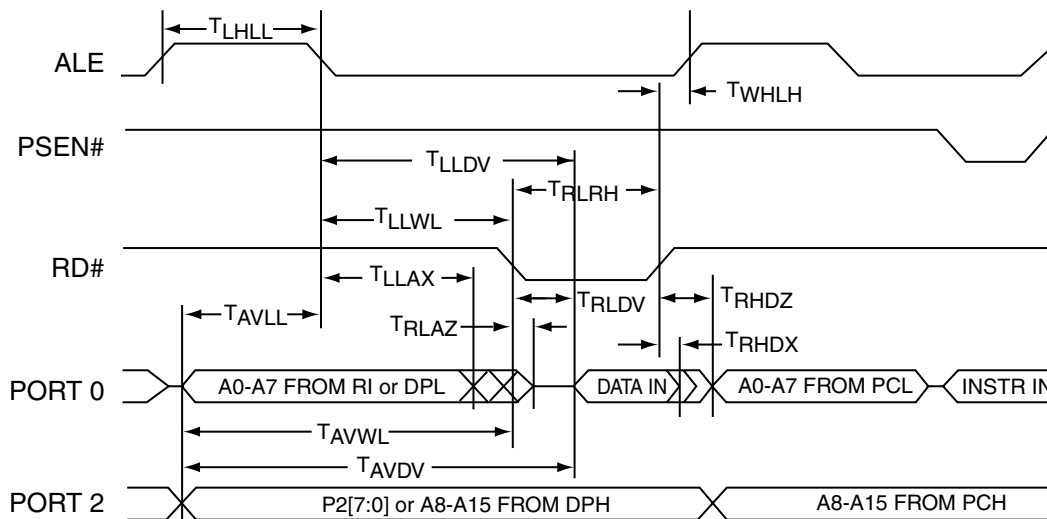 TLHLL
ALE
TWHLH
PSEN#
TLLDV
TRLRH
TLLWL
RD#
TLLAX
TRLDV
TRHDZ
TAVLL
TRLAZ
TRHDX
PORT 0
A0-A7 FROM RI or DPL
DATA IN
A0-A7 FROM PCL
INSTR IN
TAVWL
TAVDV
PORT 2
P2[7:0] or A8-A15 FROM DPH
A8-A15 FROM PCH